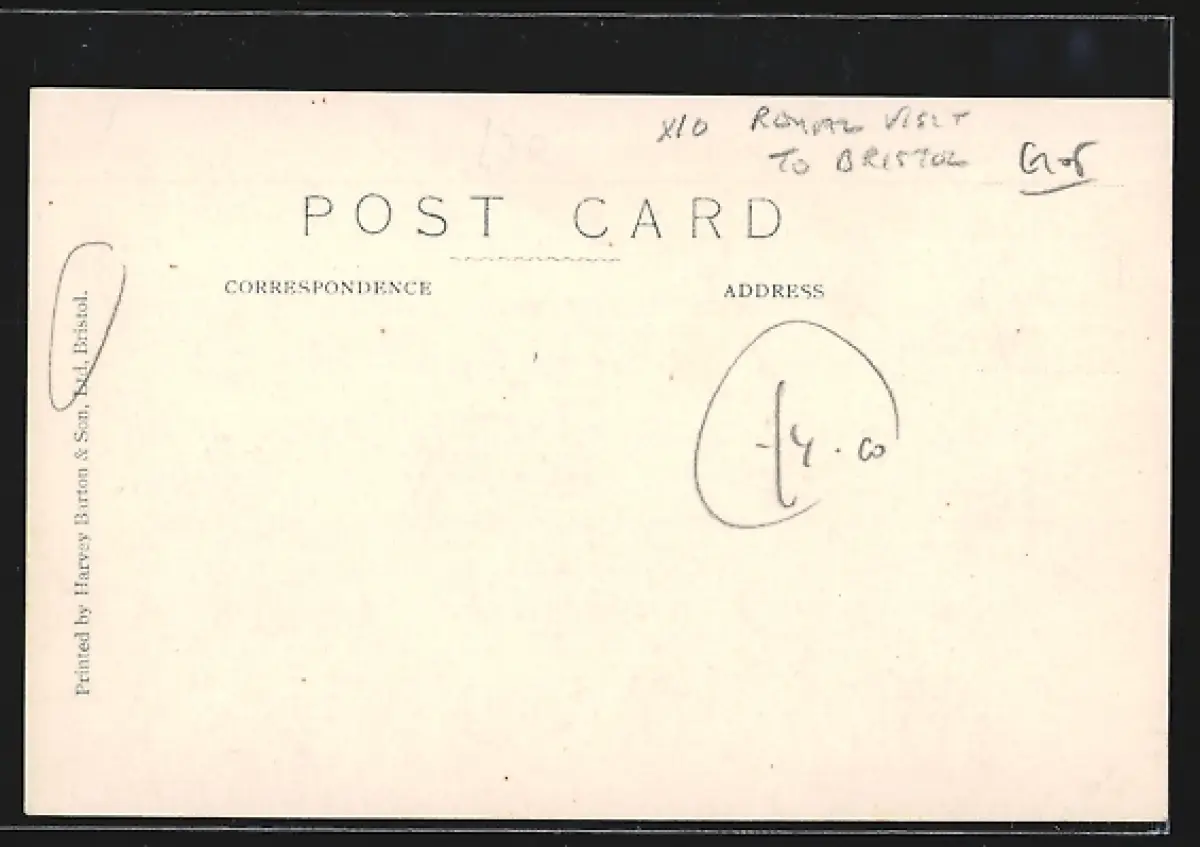 X10 ROYAL VISIT
TO BRISTOL
POST CARD
CORRESPONDENCE
ADDRESS
Printed by Harvey Barton & Son, Ltd, Bristol.
£4.00